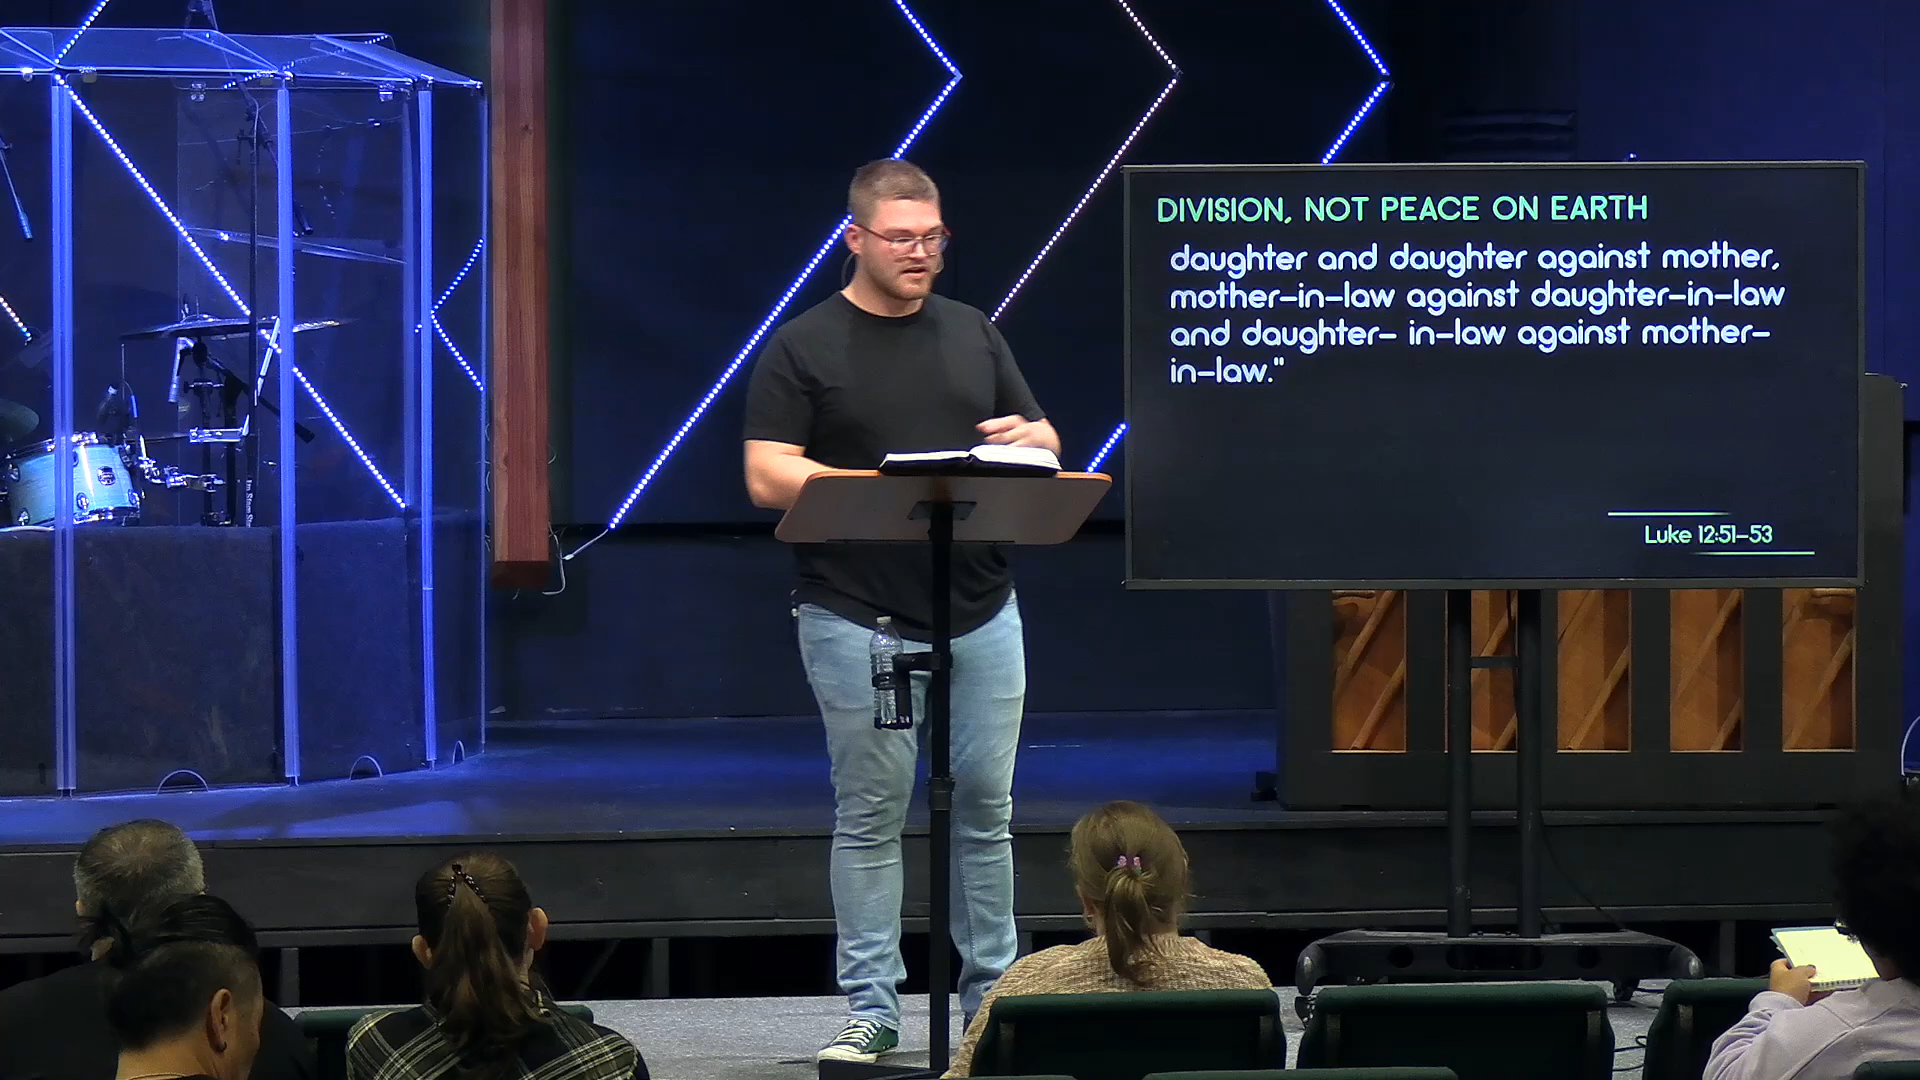 DIVISION, NOT PEACE ON EARTH
daughter and daughter against mother,
mother-in-law against daughter-in-law
and daughter- in-law against mother-
in-law."
Luke 12:51-53